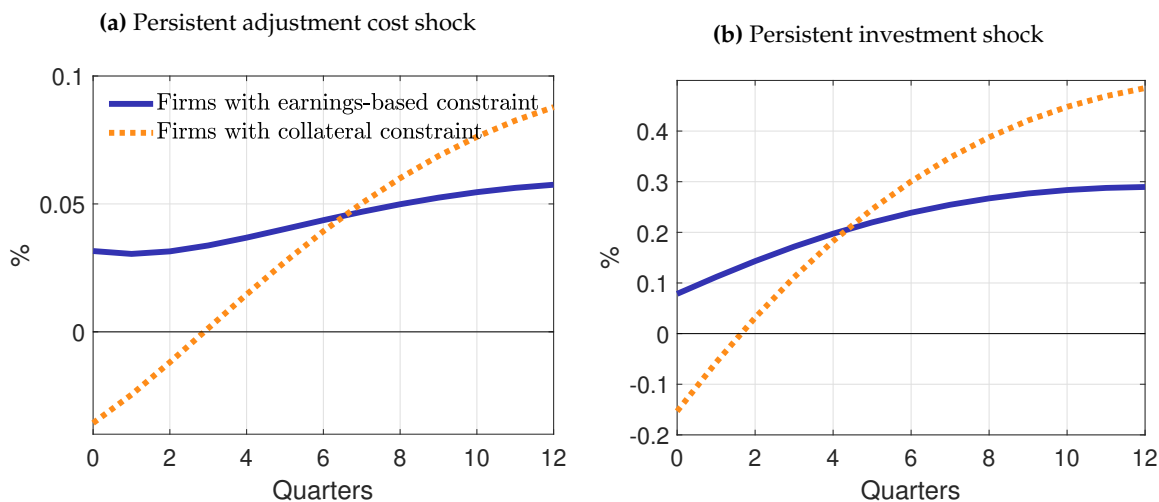 (a) Persistent adjustment cost shock
0.1
0.05
0
%
Firms with earnings-based constraint
Firms with collateral constraint
0 2 4 6 8 10 12
Quarters
(b) Persistent investment shock
0.4
0.3
0.2
0.1
0
-0.1
-0.2
%
0 2 4 6 8 10 12
Quarters